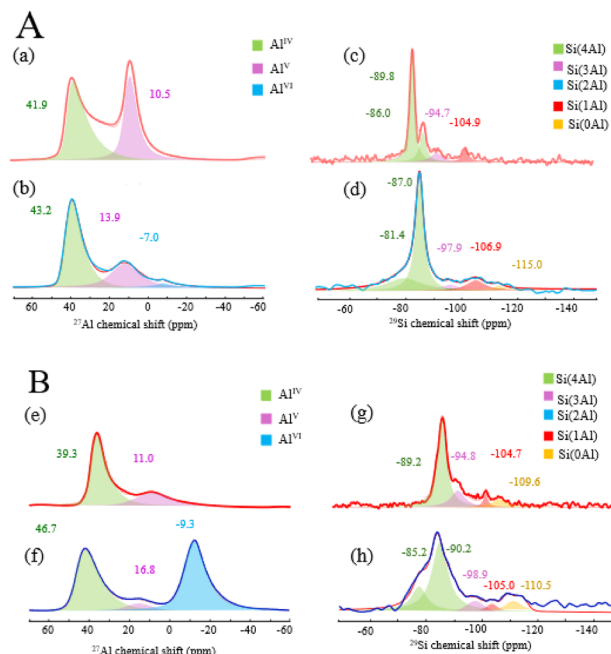 A
(a)
Al^IV
Al^V
Al^VI
41.9
10.5
(b)
43.2
13.9
-7.0
60 40 20 0 -20 -40 -60
²⁷Al chemical shift (ppm)
(c)
Si(4Al)
Si(3Al)
Si(2Al)
Si(1Al)
Si(0Al)
-89.8
-86.0
-94.7
-104.9
(d)
-87.0
-81.4
-97.9
-106.9
-115.0
-60 -80 -100 -120 -140
²⁹Si chemical shift (ppm)
B
(e)
Al^IV
Al^V
Al^VI
39.3
11.0
(f)
46.7
16.8
-9.3
60 40 20 0 -20 -40 -60
²⁷Al chemical shift (ppm)
(g)
Si(4Al)
Si(3Al)
Si(2Al)
Si(1Al)
Si(0Al)
-89.2
-94.8
-104.7
-109.6
(h)
-85.2
-90.2
-98.9
-105.0
-110.5
-60 -80 -100 -120 -140
²⁹Si chemical shift (ppm)